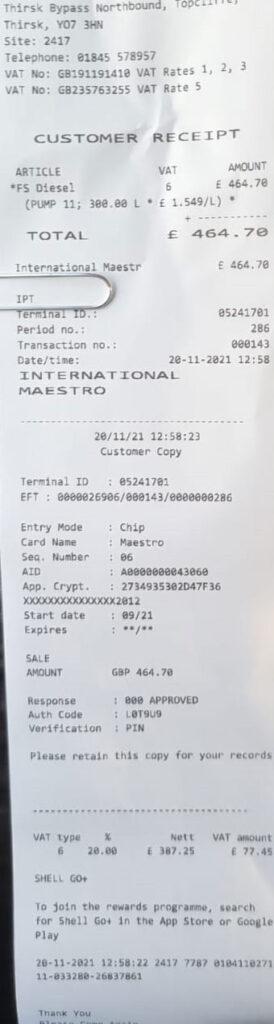 Thirsk Bypass Northbound, Topcliffe,
Thirsk, YO7 3HN
Site: 2417
Telephone: 01845 578957
VAT No: GB191191410 VAT Rates 1, 2, 3
VAT No: GB235763255 VAT Rate 5
CUSTOMER RECEIPT
ARTICLE VAT AMOUNT
*FS Diesel 6 £ 464.70
(PUMP 11; 300.00 L * £ 1.549/L) *
+ -----------
TOTAL £ 464.70
International Maestr £ 464.70
IPT
Terminal ID.: 05241701
Period no.: 286
Transaction no.: 000143
Date/time: 20-11-2021 12:58
INTERNATIONAL
MAESTRO
------------------------------------
20/11/21 12:58:23
Customer Copy
Terminal ID : 05241701
EFT : 0000026906/000143/0000000286
Entry Mode : Chip
Card Name : Maestro
Seq. Number : 06
AID : A0000000043060
App. Crypt. : 2734935302D47F36
XXXXXXXXXXXXXXX2012
Start date : 09/21
Expires : **/**
SALE
AMOUNT GBP 464.70
Response : 000 APPROVED
Auth Code : L0T9U9
Verification : PIN
Please retain this copy for your records
------------------------------------
VAT type % Nett VAT amount
6 20.00 £ 387.25 £ 77.45
SHELL GO+
To join the rewards programme, search
for Shell Go+ in the App Store or Google
Play
20-11-2021 12:58:22 2417 7787 0104110271
11-033280-26837861
Thank You
Please Come Again